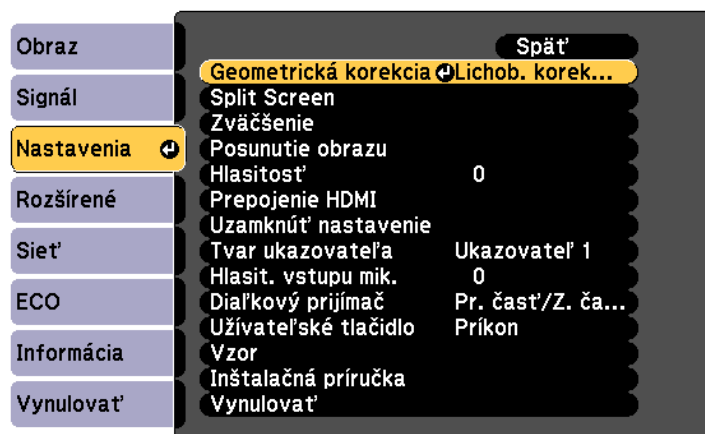 Obraz
Signál
Nastavenia
Rozšírené
Sieť
ECO
Informácia
Vynulovať
Späť
Geometrická korekcia Lichob. korek...
Split Screen
Zväčšenie
Posunutie obrazu
Hlasitosť 0
Prepojenie HDMI
Uzamknúť nastavenie
Tvar ukazovateľa Ukazovateľ 1
Hlasit. vstupu mik. 0
Diaľkový prijímač Pr. časť/Z. ča...
Užívateľské tlačidlo Príkon
Vzor
Inštalačná príručka
Vynulovať